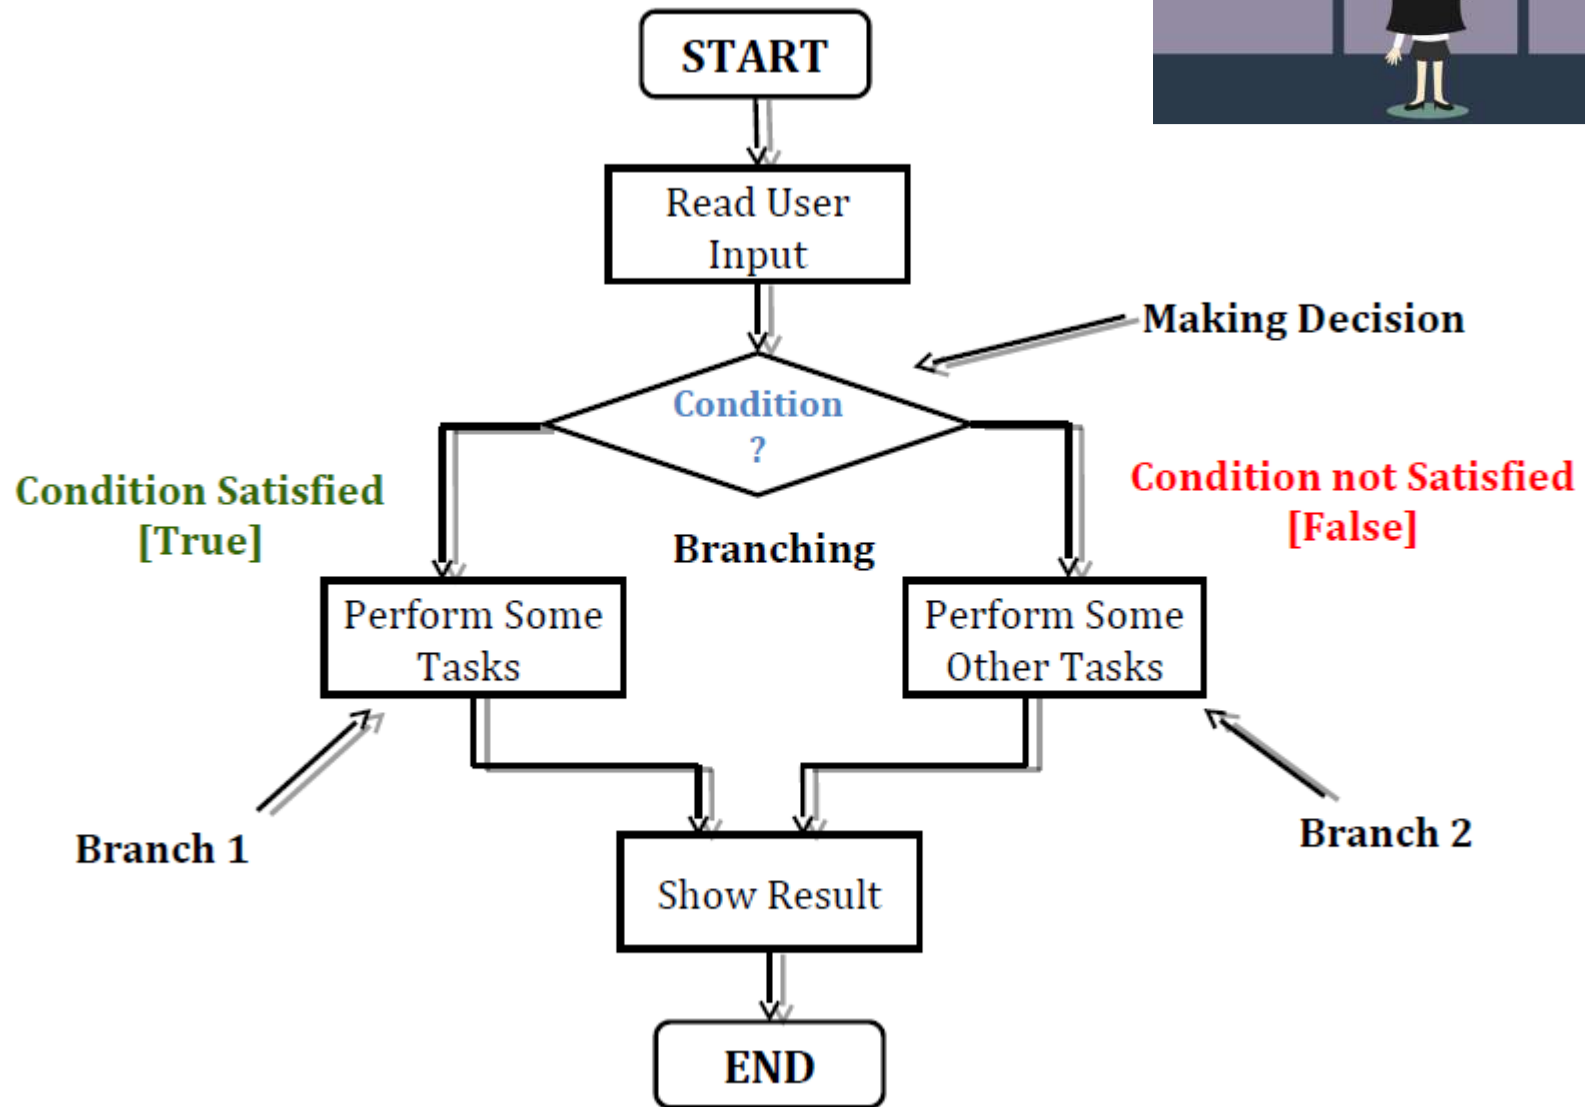 START
Read User
Input
Making Decision
Condition
?
Condition Satisfied
[True]
Condition not Satisfied
[False]
Branching
Perform Some
Tasks
Perform Some
Other Tasks
Branch 1
Branch 2
Show Result
END